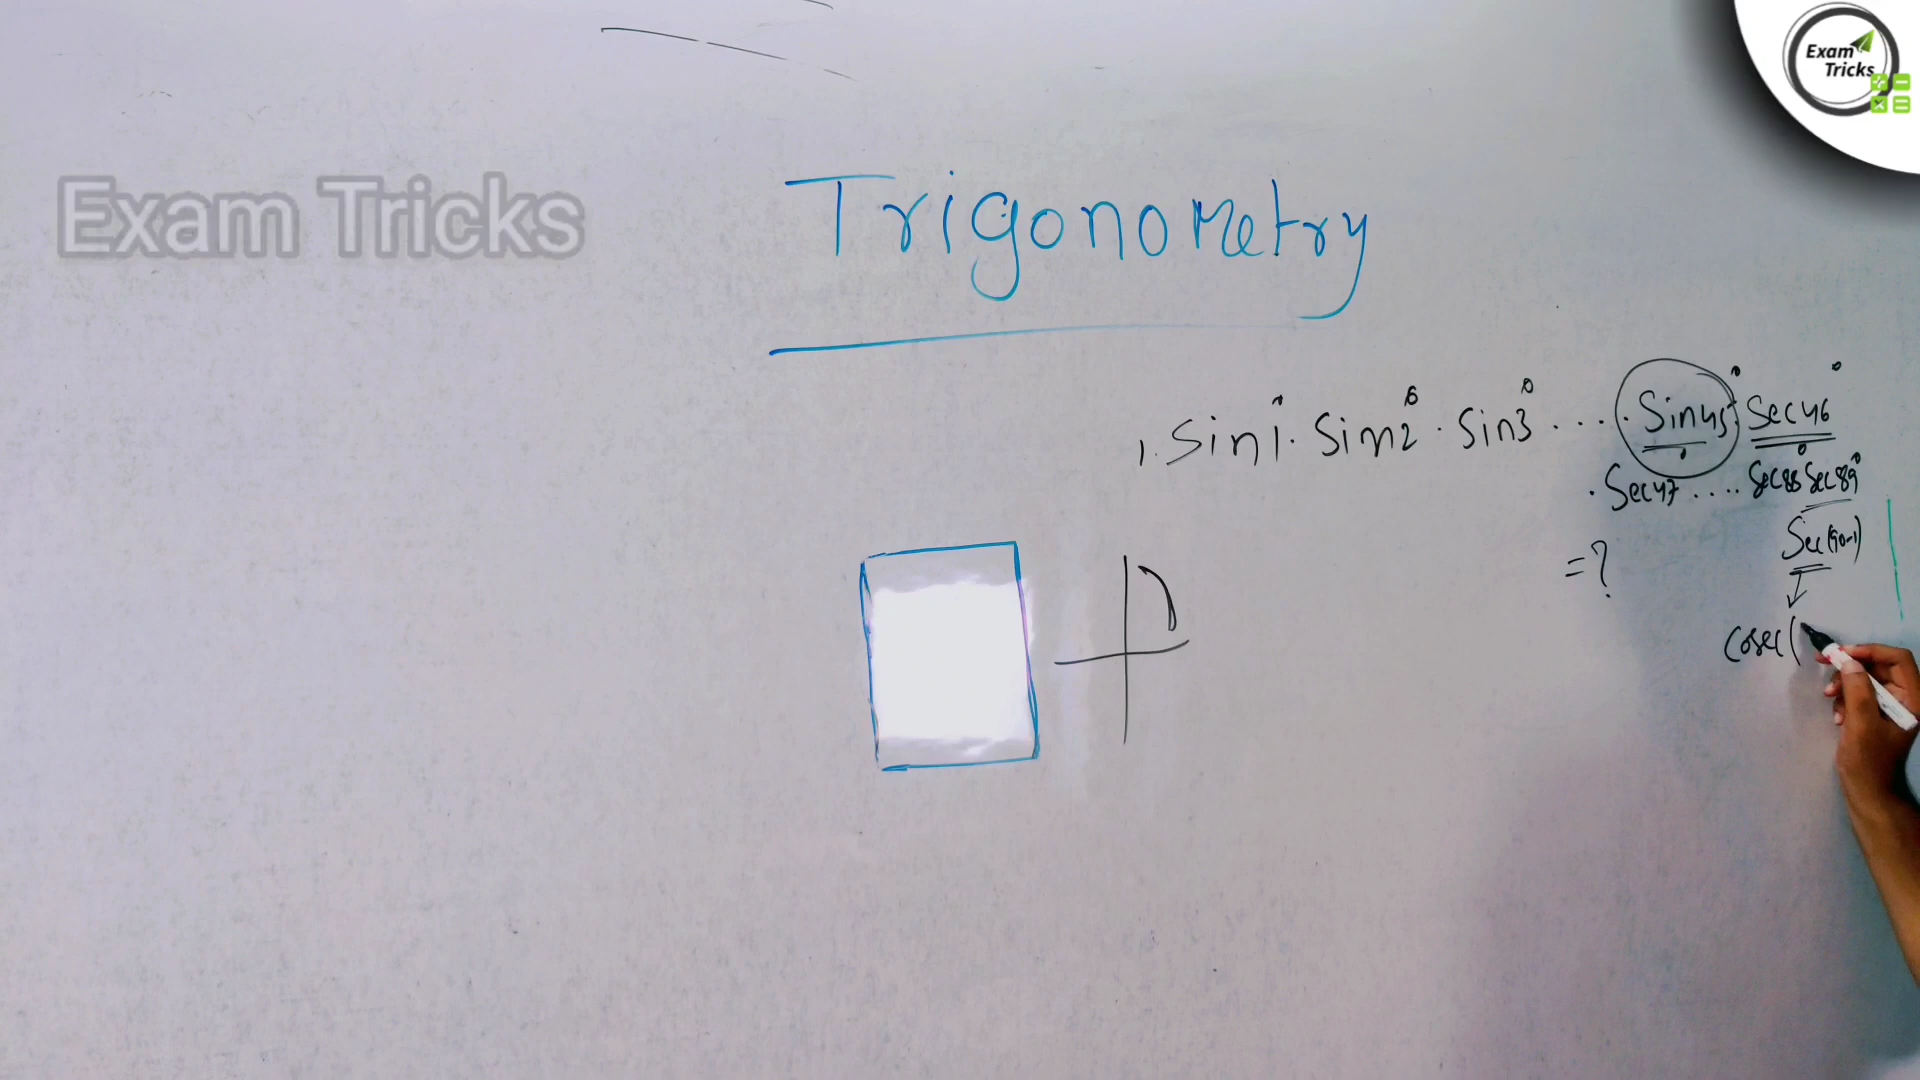 Exam
Tricks
Exam Tricks
Trigonometry
1. Sin1°. Sin2°. Sin3° ..... Sin45°. Sec46°
. Sec47° .... Sec88° Sec89°
Sec(90-1)
= ?
Cosec(